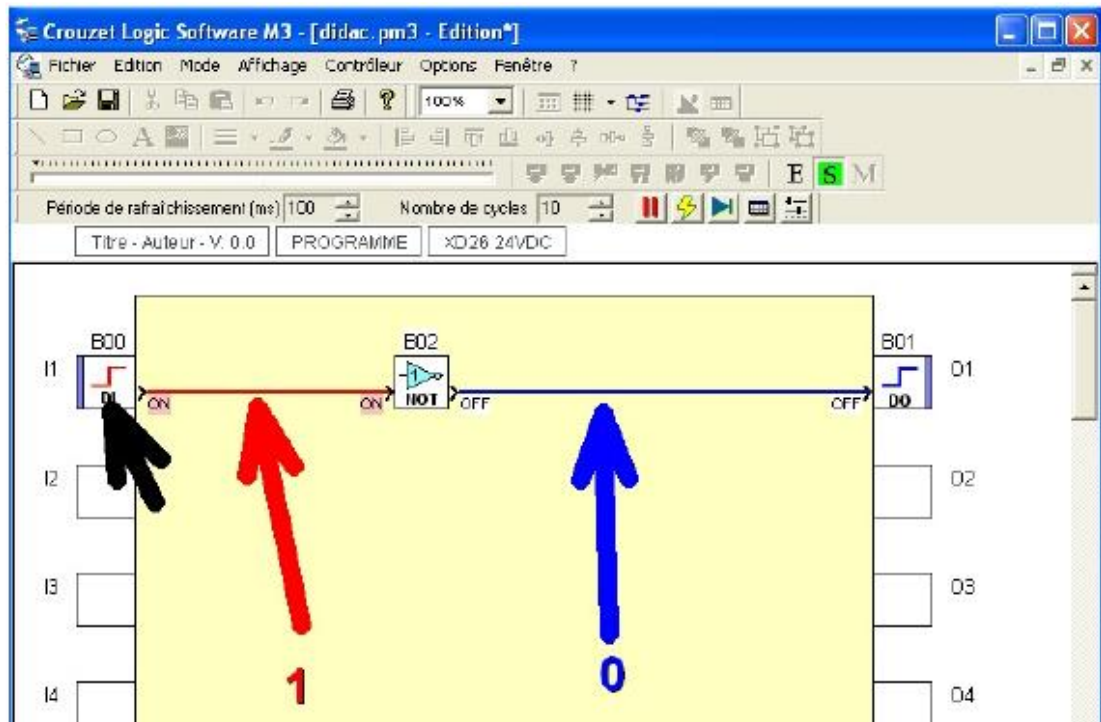 Crouzet Logic Software M3 - [didac.pm3 - Edition*]
Fichier Edition Mode Affichage Contrôleur Options Fenêtre ?
100%
E S M
Période de rafraîchissement (ms) 100 Nombre de cycles 10
Titre - Auteur - V. 0.0 PROGRAMME XD26 24VDC
B00 B02 B01
I1 O1
1
DI NOT DO
ON ON OFF OFF
I2 O2
I3 O3
1 0
I4 O4